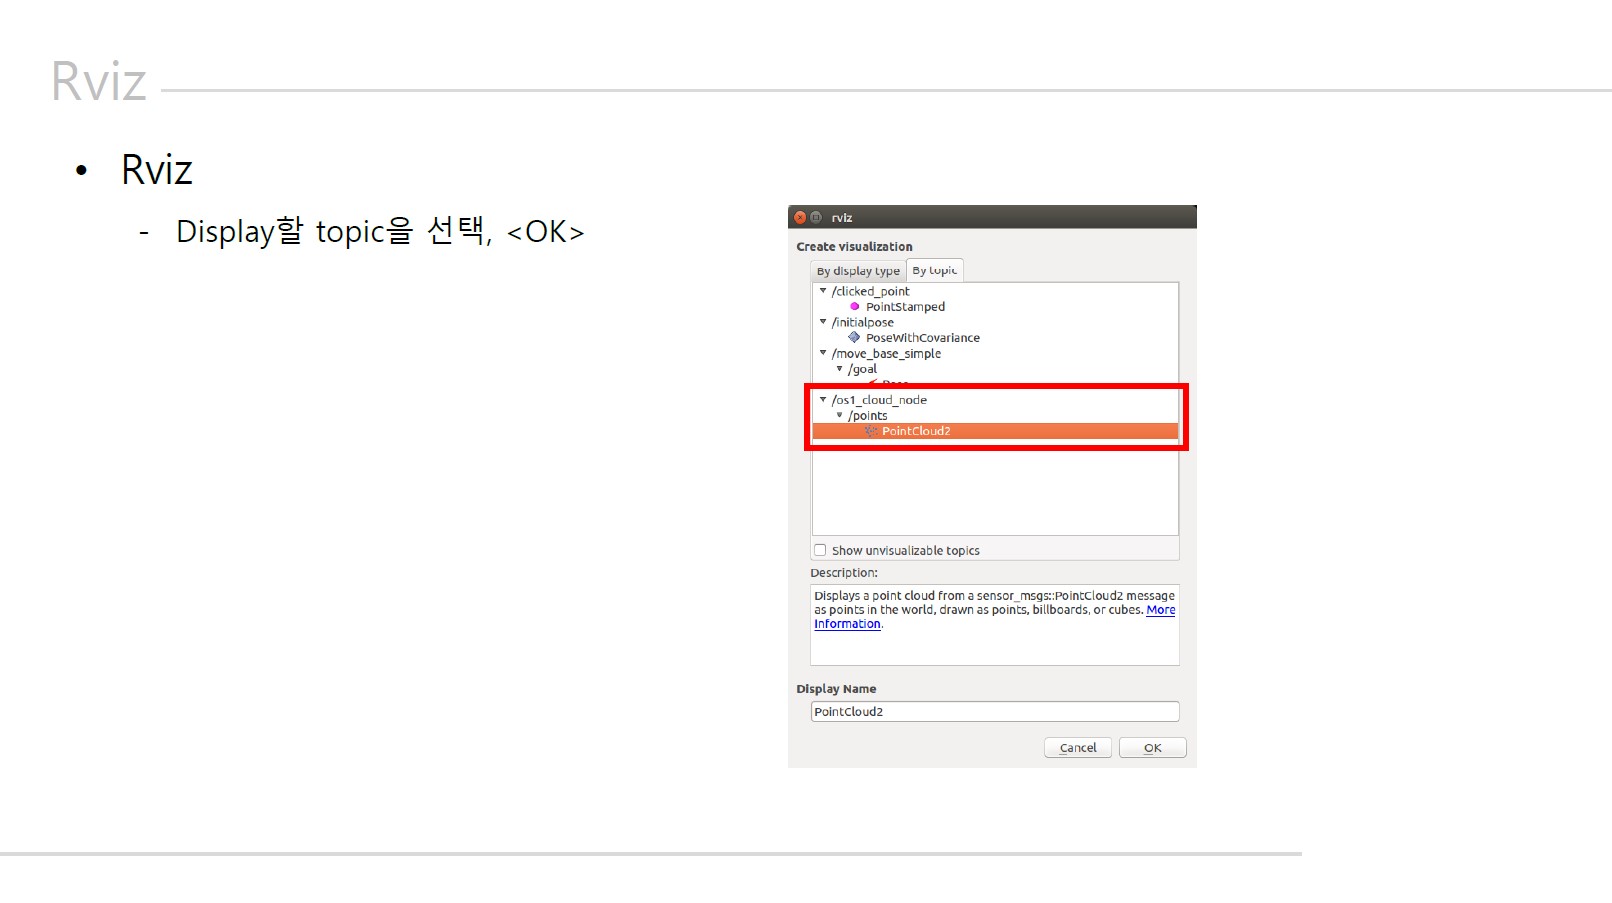 Rviz
• Rviz
- Display할 topic을 선택, <OK>
rviz
Create visualization
By display type By topic
/clicked_point
PointStamped
/initialpose
PoseWithCovariance
/move_base_simple
/goal
/os1_cloud_node
/points
PointCloud2
Show unvisualizable topics
Description:
Displays a point cloud from a sensor_msgs::PointCloud2 message
as points in the world, drawn as points, billboards, or cubes. More
Information.
Display Name
PointCloud2
Cancel OK